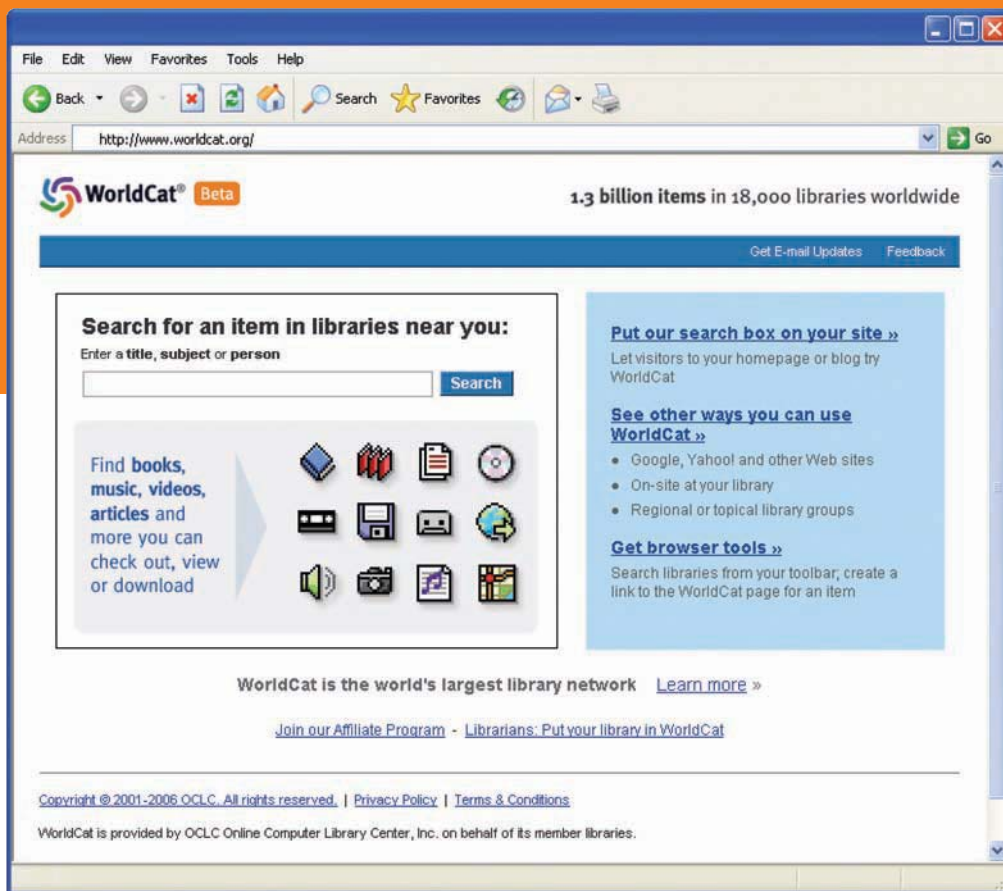 File Edit View Favorites Tools Help
Back Search Favorites
Address http://www.worldcat.org/ Go
WorldCat® Beta
1.3 billion items in 18,000 libraries worldwide
Get E-mail Updates Feedback
Search for an item in libraries near you:
Enter a title, subject or person
Search
Find books,
music, videos,
articles and
more you can
check out, view
or download
Put our search box on your site »
Let visitors to your homepage or blog try
WorldCat
See other ways you can use
WorldCat »
• Google, Yahoo! and other Web sites
• On-site at your library
• Regional or topical library groups
Get browser tools »
Search libraries from your toolbar; create a
link to the WorldCat page for an item
WorldCat is the world's largest library network Learn more »
Join our Affiliate Program - Librarians: Put your library in WorldCat
Copyright © 2001-2006 OCLC. All rights reserved. | Privacy Policy | Terms & Conditions
WorldCat is provided by OCLC Online Computer Library Center, Inc. on behalf of its member libraries.